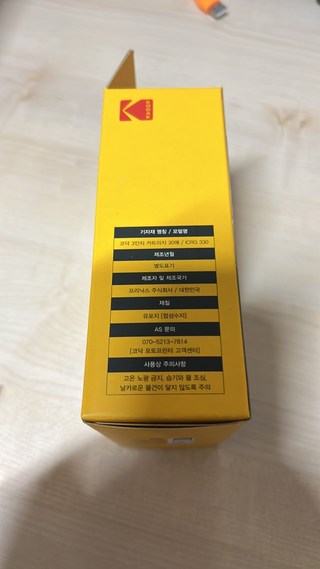 KODAK
기자재 명칭 / 모델명
코닥 3인치 카트리지 30매 / ICRG 330
제조년월
별도표기
제조자 및 제조국가
프리닉스 주식회사 / 대한민국
재질
유포지 [합성수지]
AS 문의
070-5213-7814
[코닥 포토프린터 고객센터]
사용상 주의사항
고온 노광 금지, 습기와 물 조심,
날카로운 물건이 닿지 않도록 주의